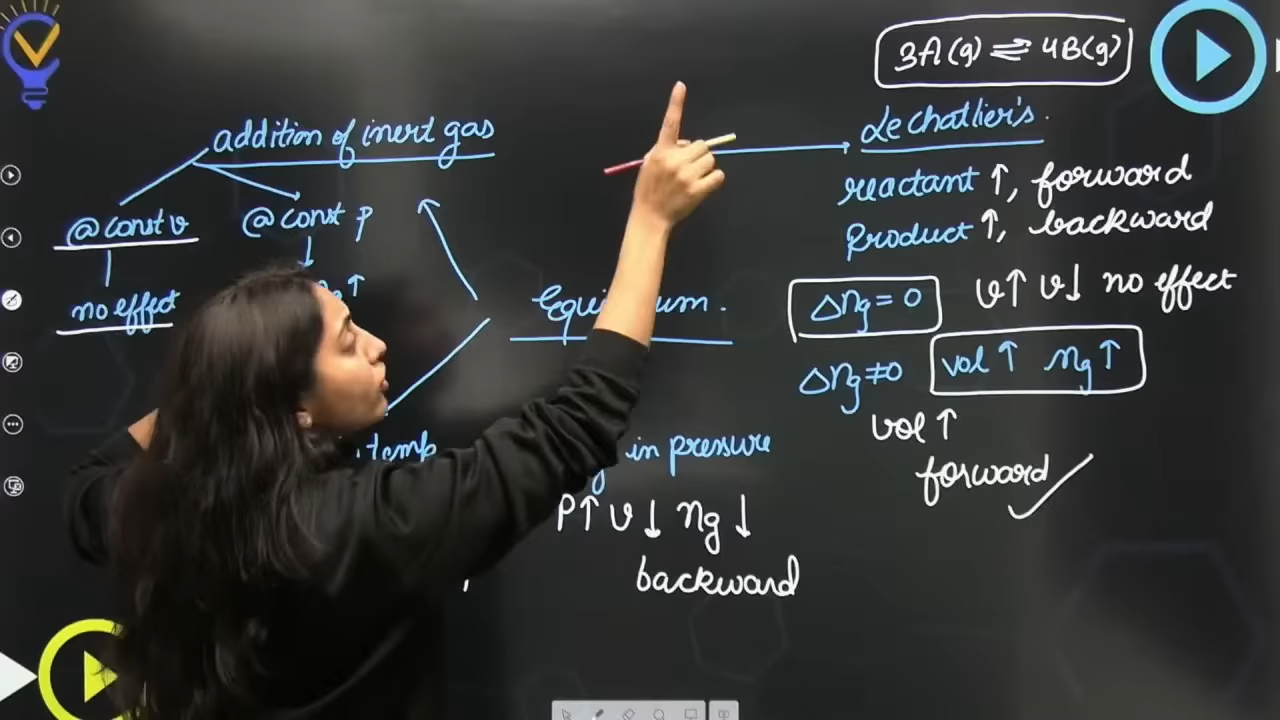 3A(g) ⇌ 4B(g)
addition of inert gas
@ const v
@ const p
no effect
Le chatlier's.
reactant ↑, forward
Product ↑, backward
Δng = 0
v↑ v↓ no effect
Δng ≠ 0
vol ↑ ng ↑
vol ↑
forward
temp
in pressure
P↑ v↓ ng↓
backward